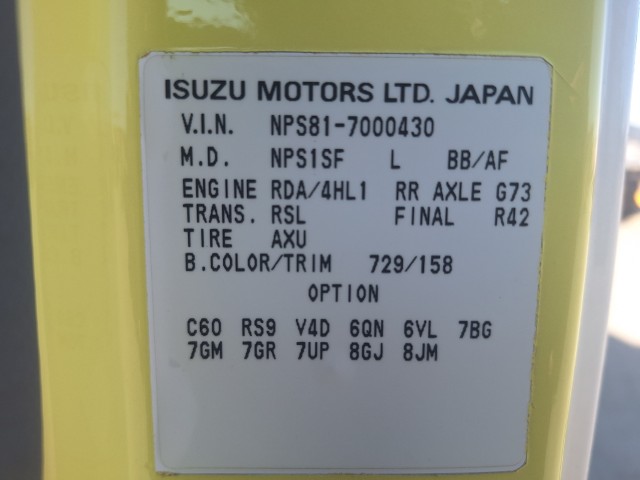 ISUZU MOTORS LTD. JAPAN
V.I.N. NPS81-7000430
M.D. NPS1SF L BB/AF
ENGINE RDA/4HL1 RR AXLE G73
TRANS. RSL FINAL R42
TIRE AXU
B.COLOR/TRIM 729/158
OPTION
C60 RS9 V4D 6QN 6VL 7BG
7GM 7GR 7UP 8GJ 8JM